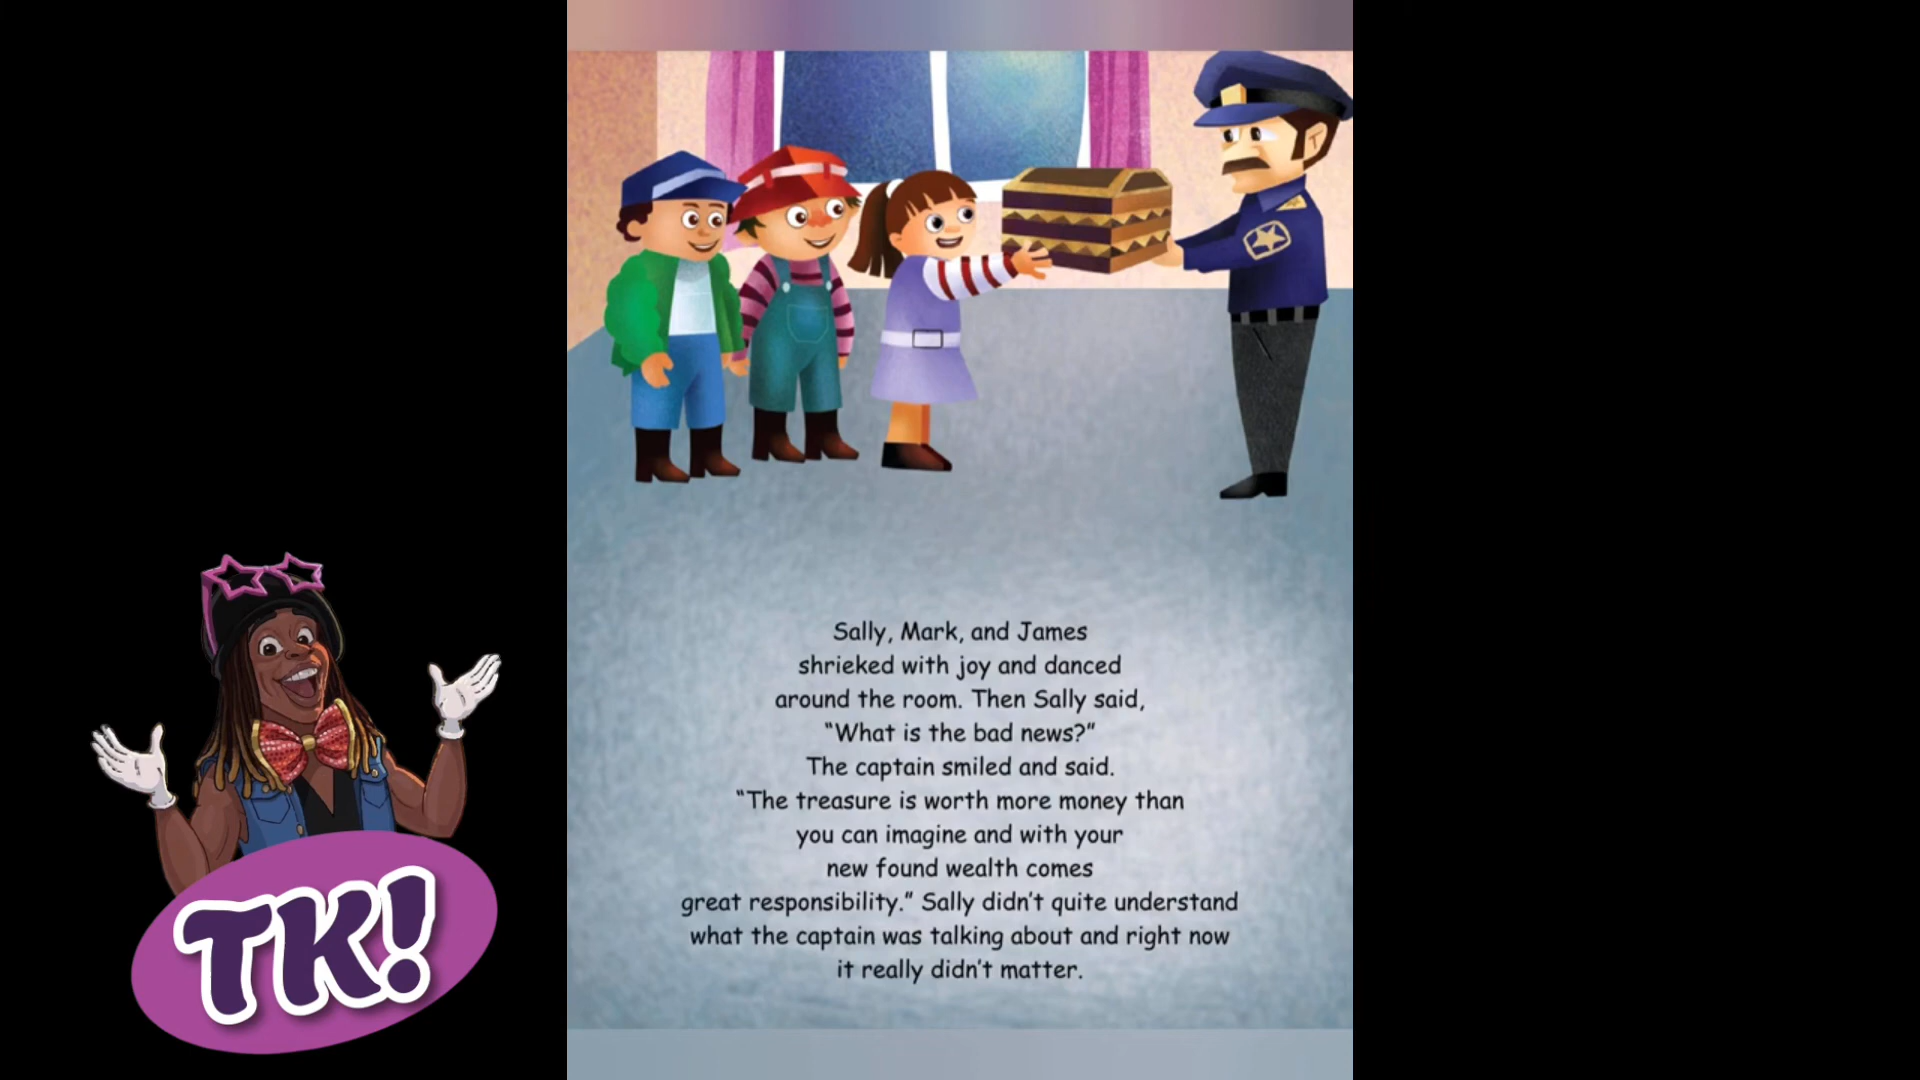 Sally, Mark, and James
shrieked with joy and danced
around the room. Then Sally said,
“What is the bad news?”
The captain smiled and said.
“The treasure is worth more money than
you can imagine and with your
new found wealth comes
great responsibility.” Sally didn’t quite understand
what the captain was talking about and right now
it really didn’t matter.
TK!